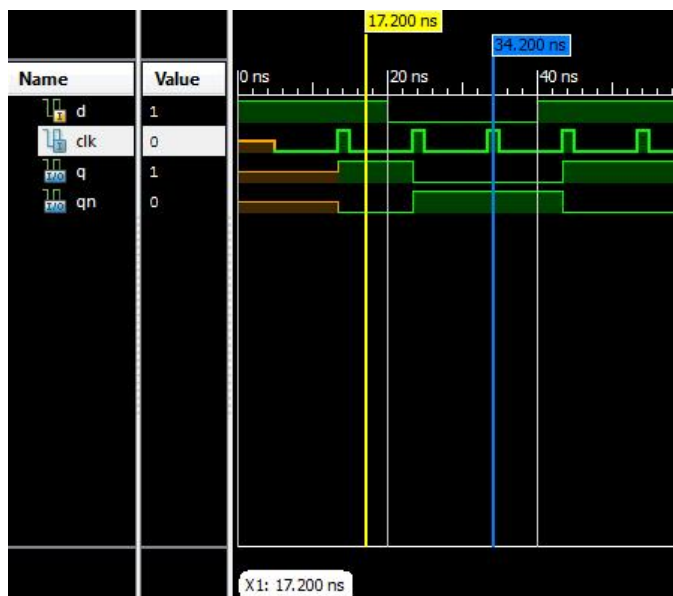 17.200 ns
34.200 ns
Name Value 0 ns 20 ns 40 ns
d 1
clk 0
q 1
qn 0
X1: 17.200 ns